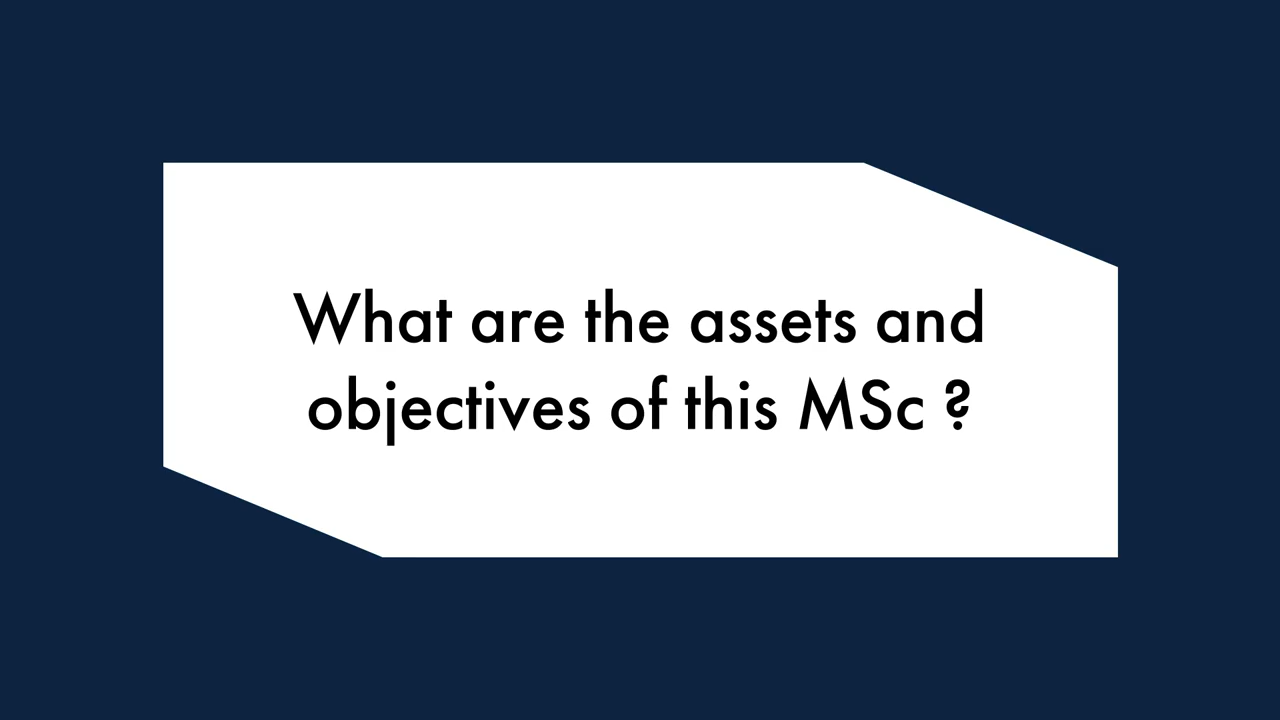 What are the assets and
objectives of this MSc ?